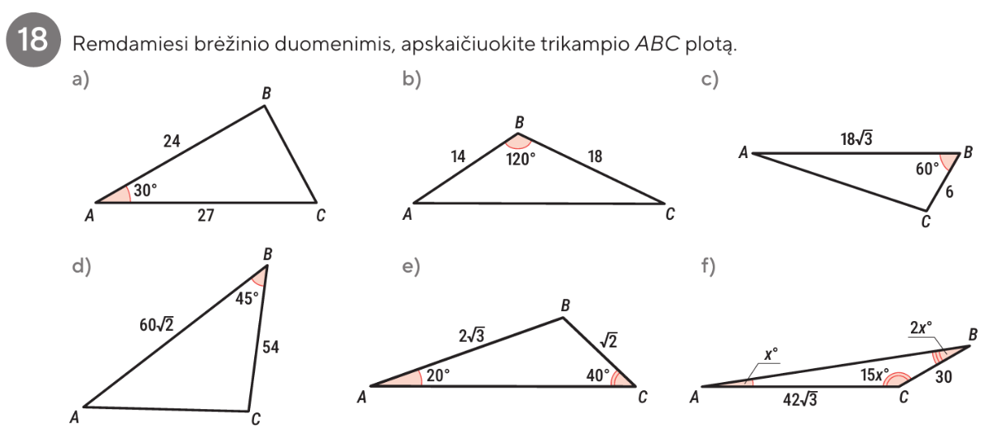 18 Remdamiesi brėžinio duomenimis, apskaičiuokite trikampio ABC plotą.
a)
B
24
30°
A
27
C
b)
B
14
120°
18
A
C
c)
18√3
A
B
60°
6
C
d)
B
45°
60√2
54
A
C
e)
B
2√3
√2
20°
40°
A
C
f)
2x°
B
x°
15x°
30
A
42√3
C